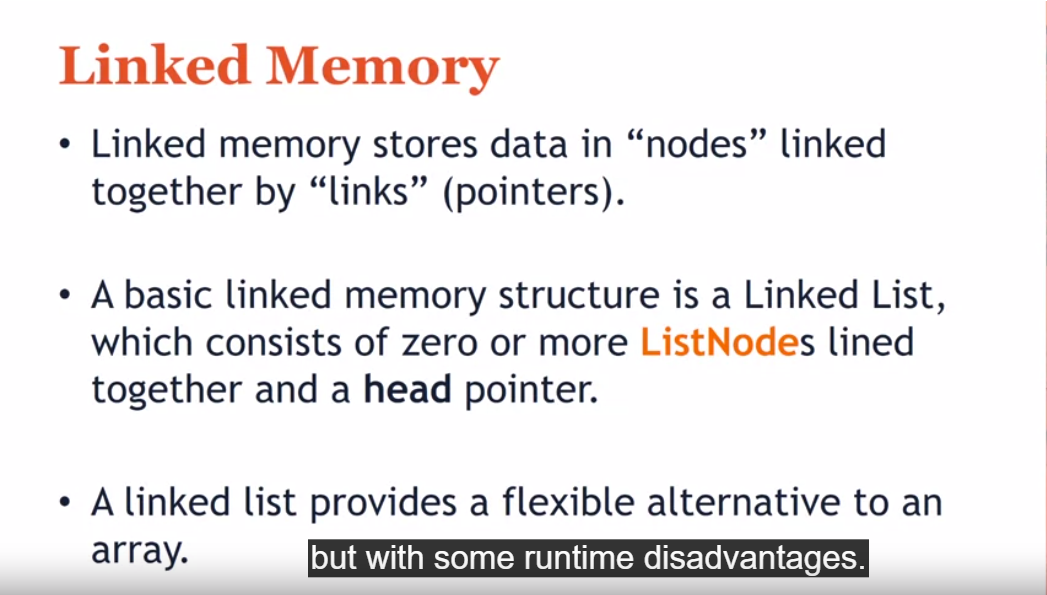 Linked Memory
• Linked memory stores data in “nodes” linked
together by “links” (pointers).
• A basic linked memory structure is a Linked List,
which consists of zero or more ListNodes lined
together and a head pointer.
• A linked list provides a flexible alternative to an
array.
but with some runtime disadvantages.